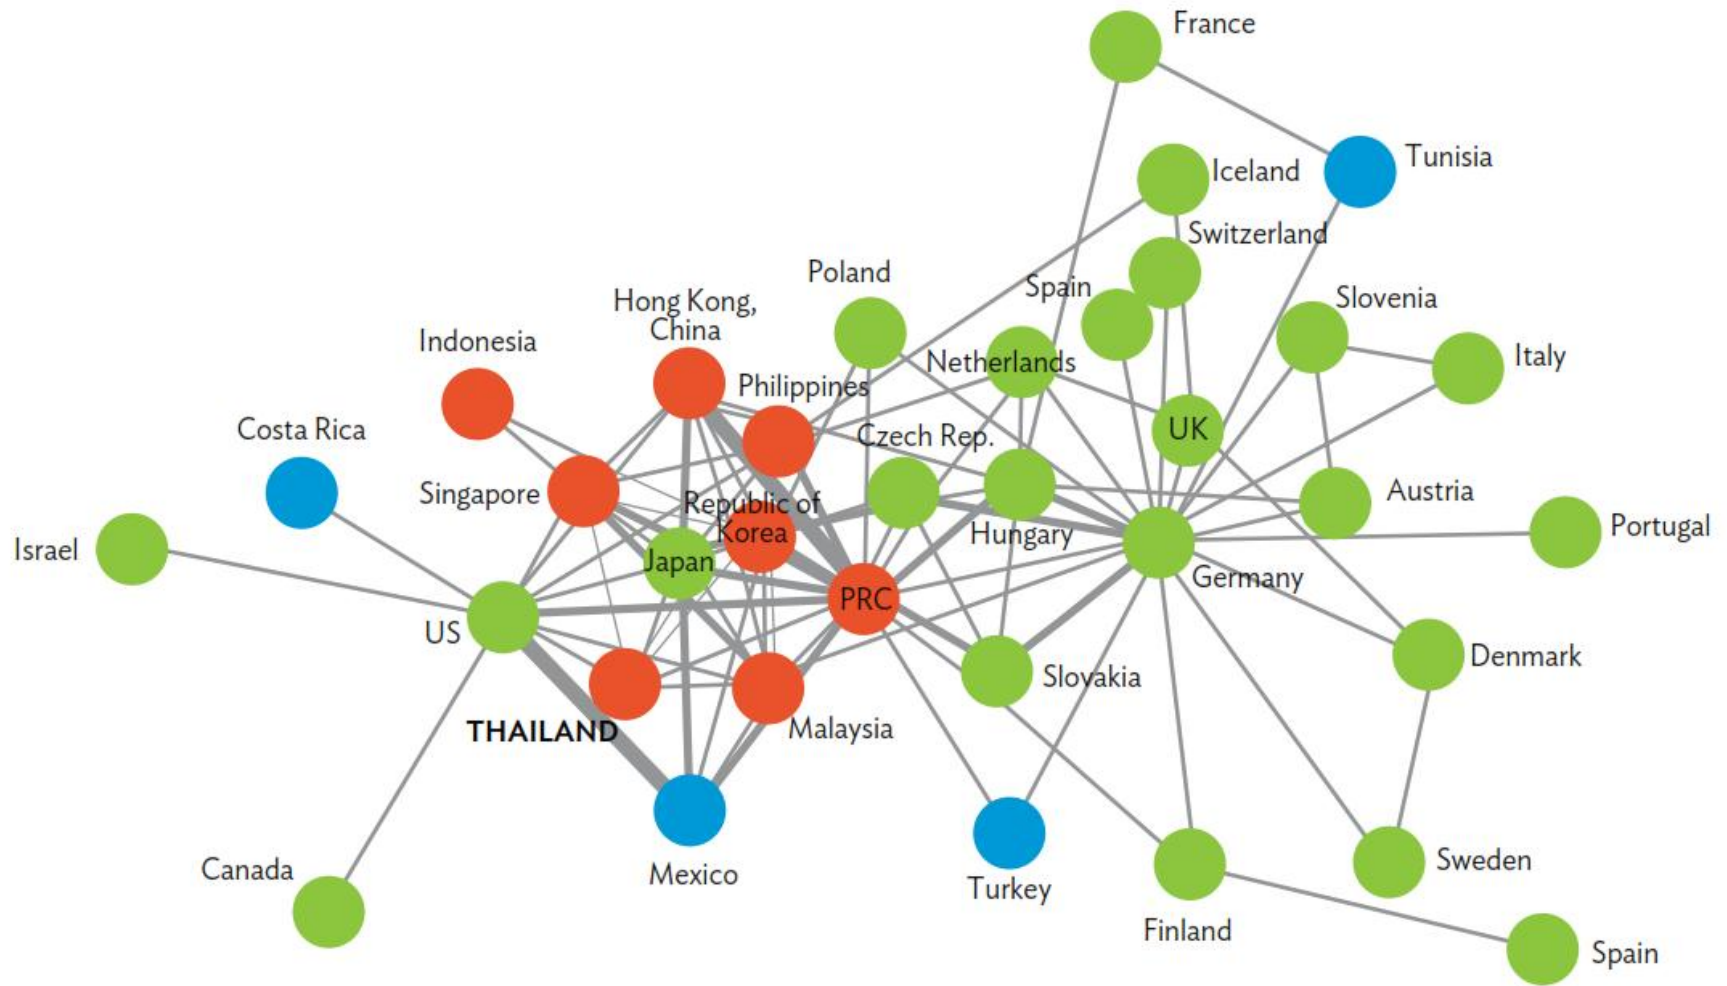 France
Tunisia
Iceland
Switzerland
Poland
Spain
Slovenia
Hong Kong,
China
Indonesia
Netherlands
Italy
Philippines
Costa Rica
UK
Czech Rep.
Singapore
Austria
Republic of
Korea
Portugal
Hungary
Israel
Japan
Germany
PRC
US
Denmark
Slovakia
THAILAND
Malaysia
Canada
Mexico
Turkey
Sweden
Finland
Spain